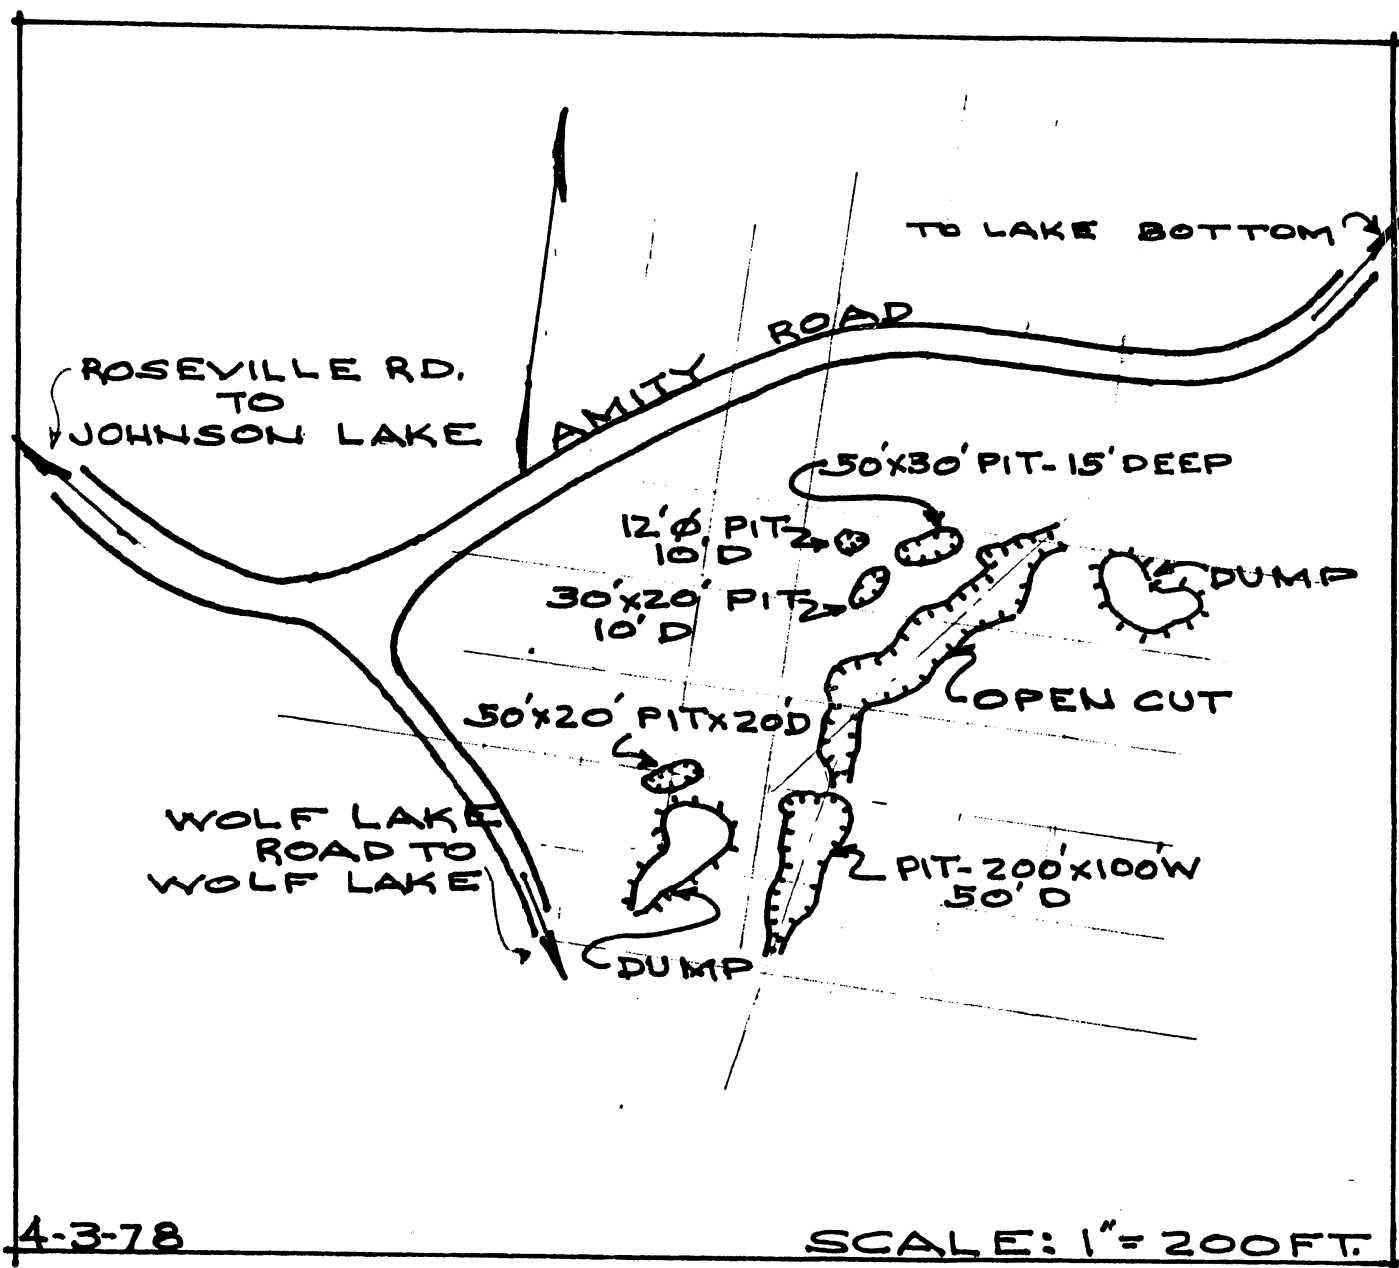 TO LAKE BOTTOM
AMITY ROAD
ROSEVILLE RD.
TO
JOHNSON LAKE
50'X30' PIT-15' DEEP
12'Ø PIT
10' D
30'X20' PIT
10' D
DUMP
OPEN CUT
50'X20' PIT X 20'D
WOLF LAKE
ROAD TO
WOLF LAKE
PIT-200'X100'W
50' D
DUMP
4-3-78
SCALE: 1"= 200FT.